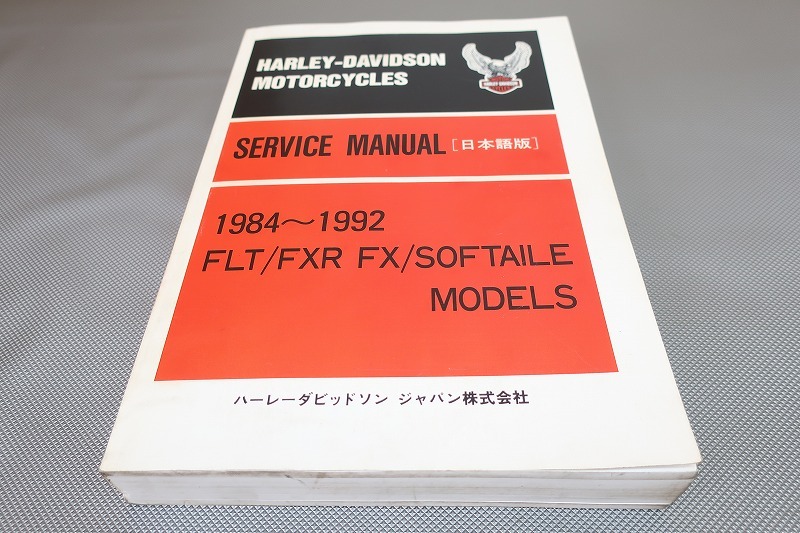 HARLEY-DAVIDSON
MOTORCYCLES
SERVICE MANUAL [日本語版]
1984〜1992
FLT/FXR FX/SOFTAILE
MODELS
ハーレーダビッドソン ジャパン株式会社